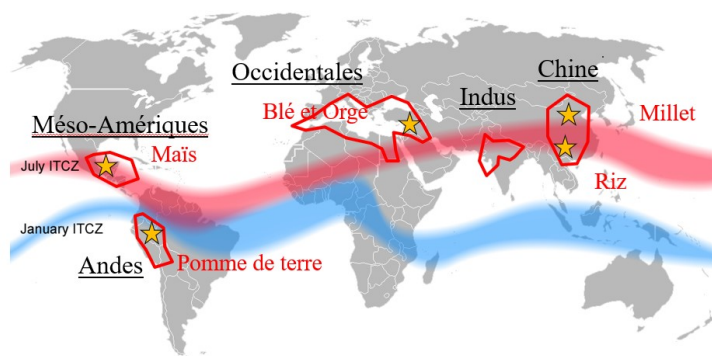 Occidentales
Chine
Blé et Orge
Indus
Millet
Méso-Amériques
Maïs
July ITCZ
Riz
January ITCZ
Andes
Pomme de terre